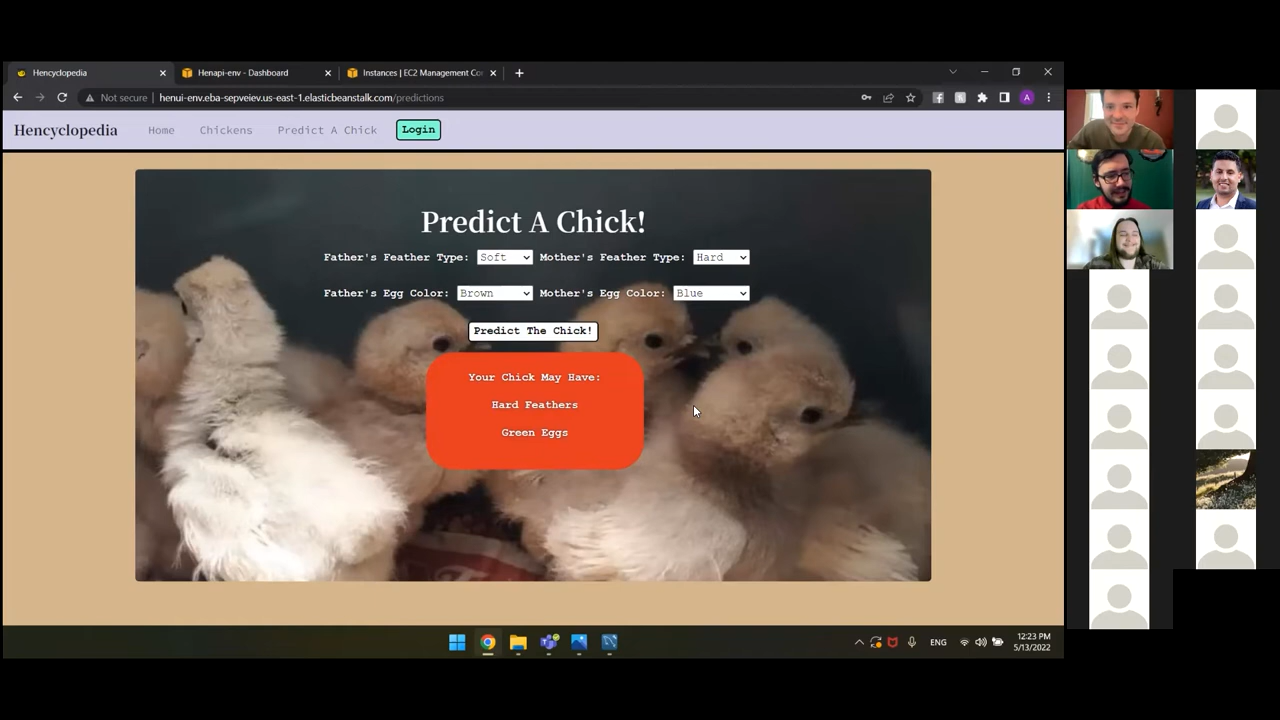 Hencyclopedia
Henapi-env - Dashboard
Instances | EC2 Management Co
Not secure
henui-env.eba-sepveiev.us-east-1.elasticbeanstalk.com/predictions
A
Hencyclopedia Home Chickens Predict A Chick Login
Predict A Chick!
Father's Feather Type: Soft Mother's Feather Type: Hard
Father's Egg Color: Brown Mother's Egg Color: Blue
Predict The Chick!
Your Chick May Have:
Hard Feathers
Green Eggs
ENG
12:23 PM
5/13/2022